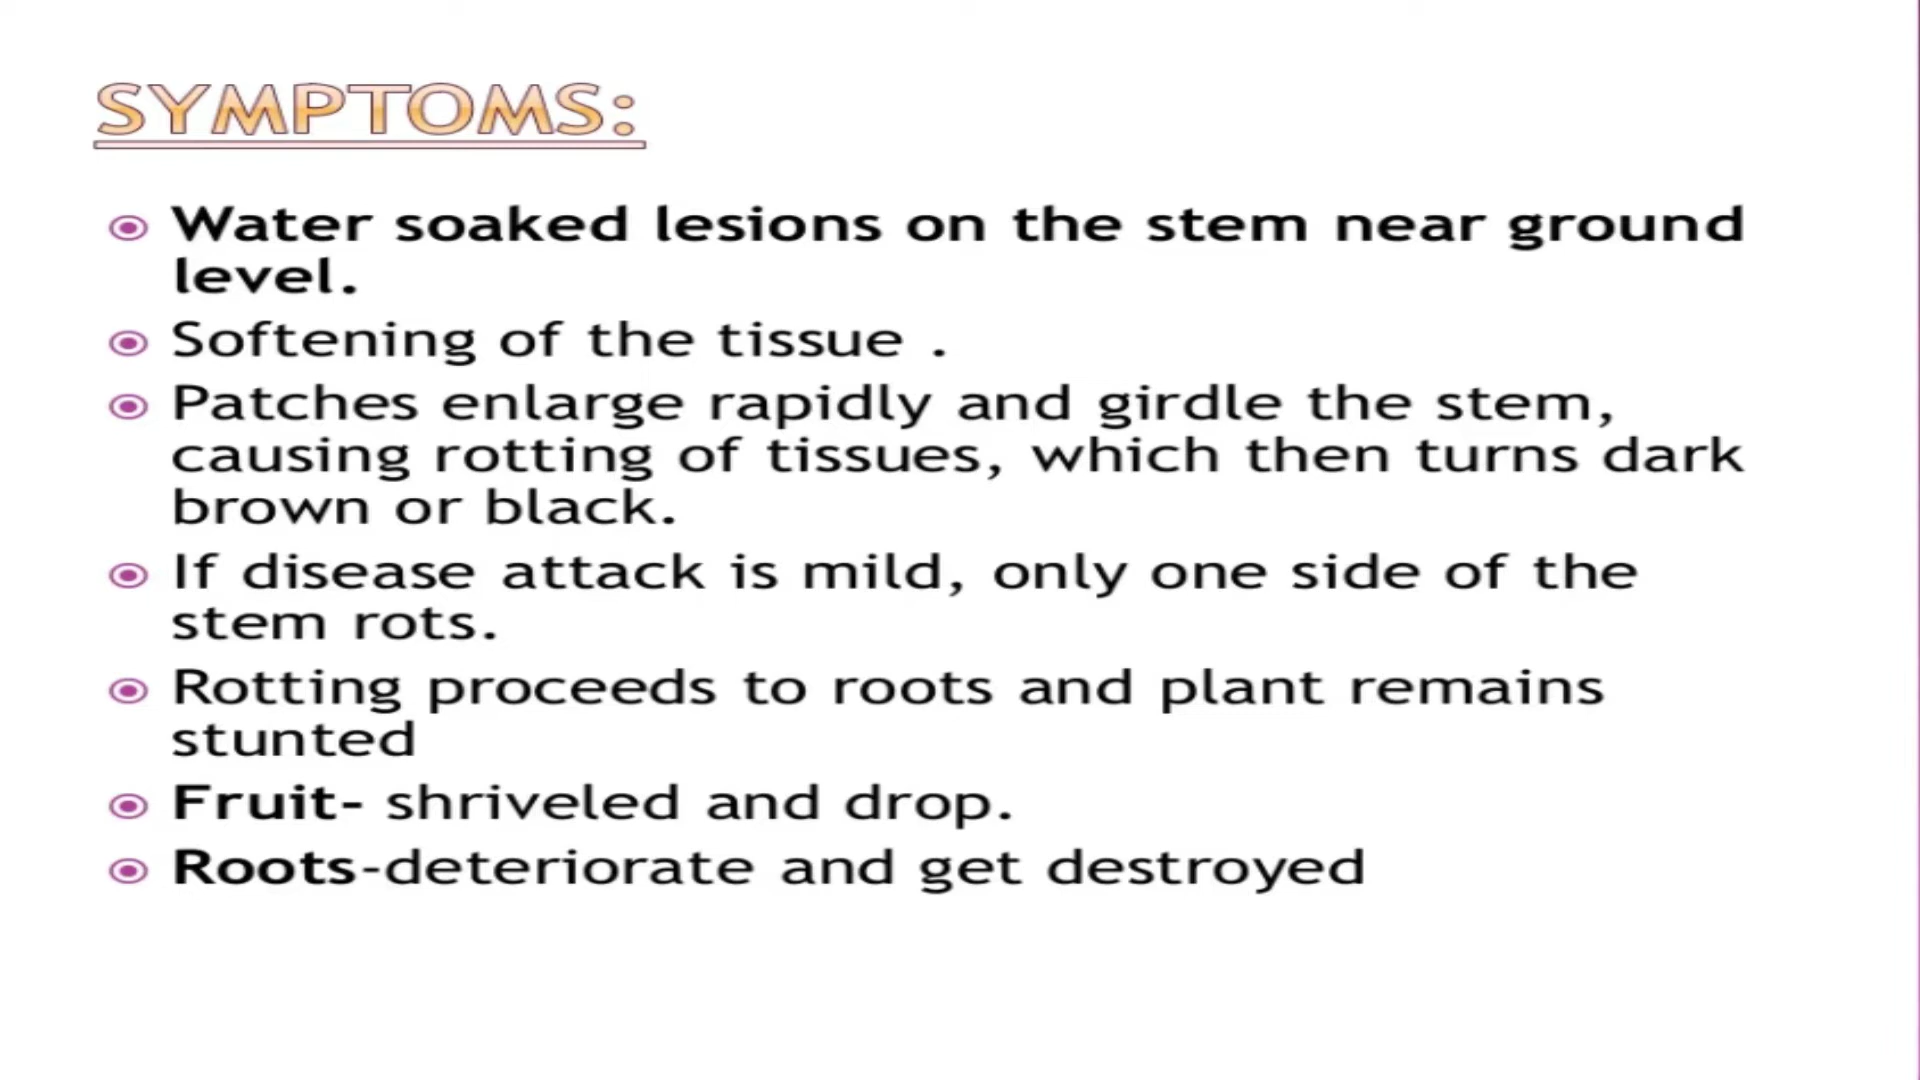 SYMPTOMS:
Water soaked lesions on the stem near ground
level.
Softening of the tissue .
Patches enlarge rapidly and girdle the stem,
causing rotting of tissues, which then turns dark
brown or black.
If disease attack is mild, only one side of the
stem rots.
Rotting proceeds to roots and plant remains
stunted
Fruit- shriveled and drop.
Roots-deteriorate and get destroyed